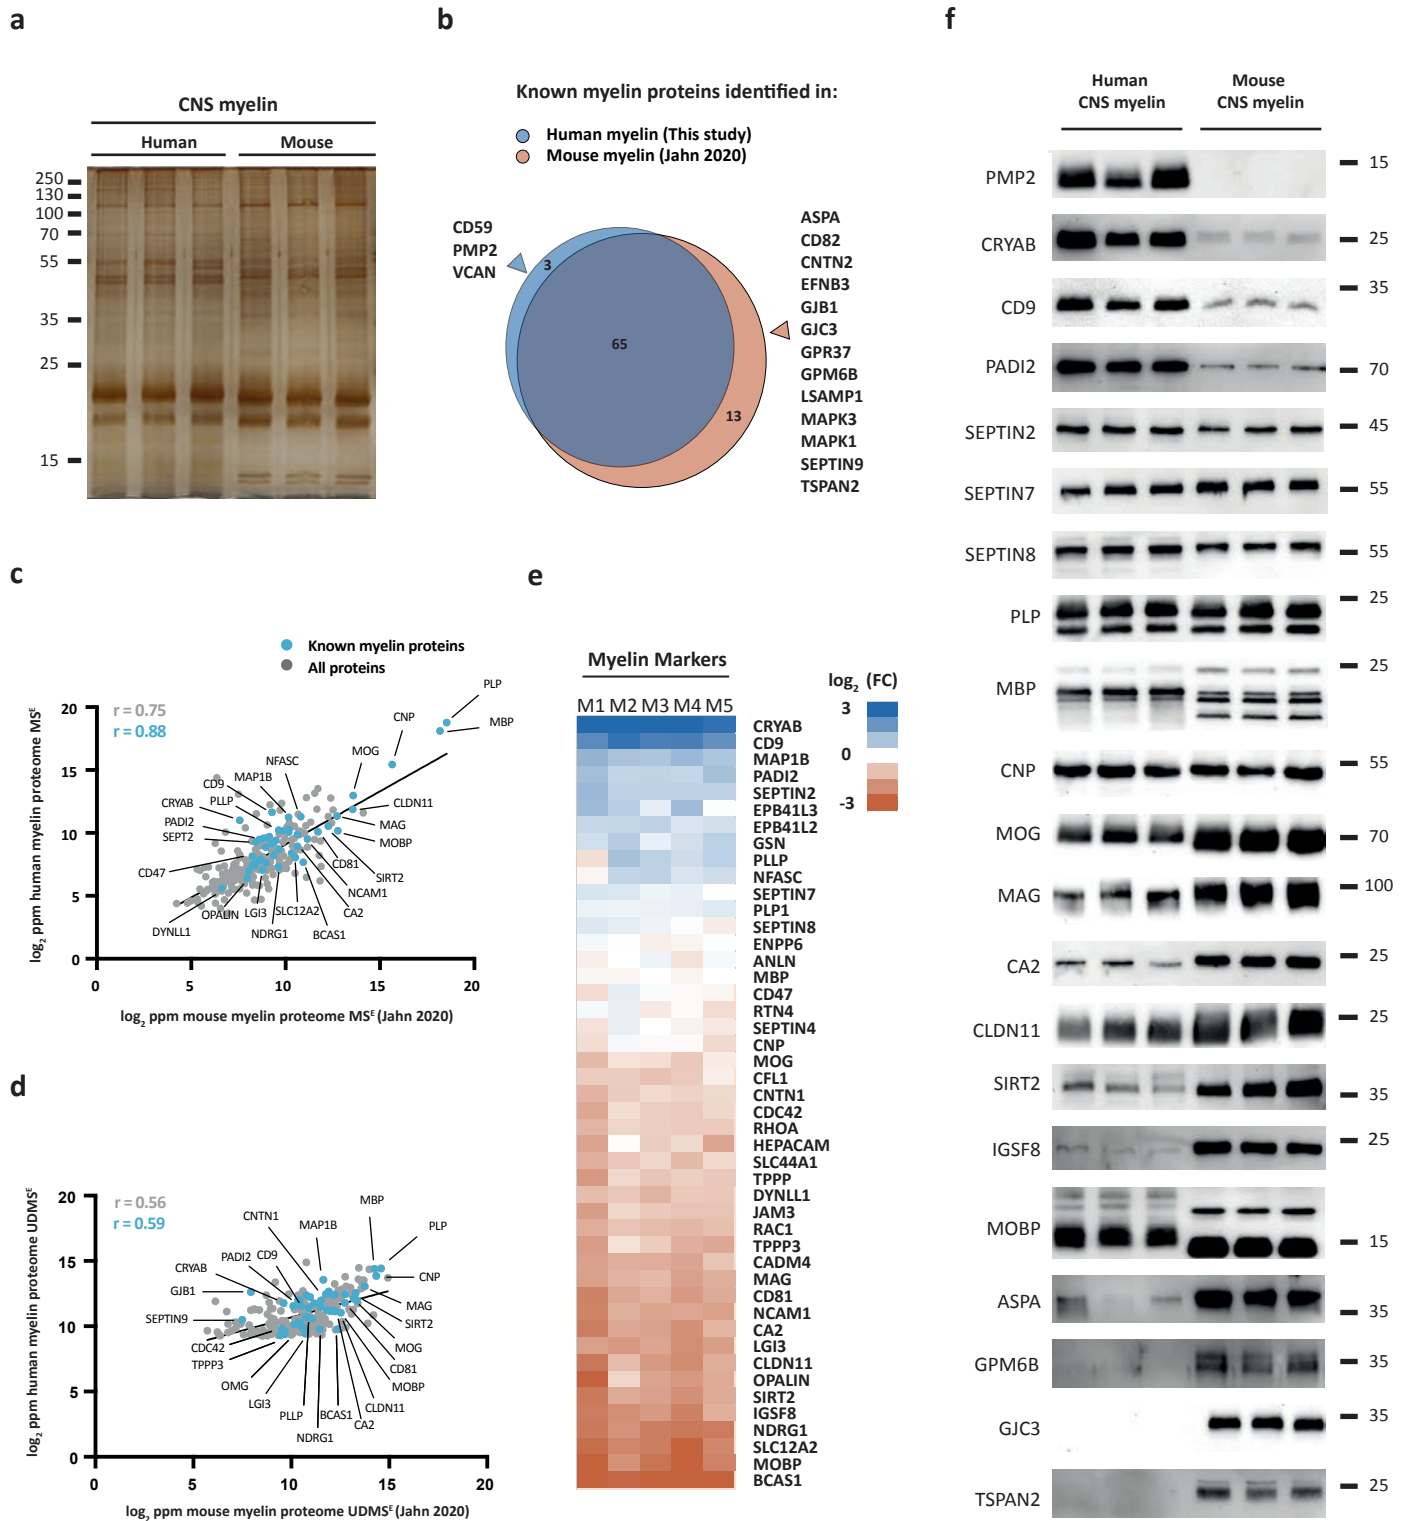 a
CNS myelin
Human
Mouse
250
130
100
70
55
35
25
15
b
Known myelin proteins identified in:
Human myelin (This study)
Mouse myelin (Jahn 2020)
CD59
PMP2
VCAN
3
65
13
ASPA
CD82
CNTN2
EFNB3
GJB1
GJC3
GPR37
GPM6B
LSAMP1
MAPK3
MAPK1
SEPTIN9
TSPAN2
c
Known myelin proteins
All proteins
r = 0.75
r = 0.88
log2 ppm human myelin proteome MSE
20
15
10
5
0
0
5
10
15
20
log2 ppm mouse myelin proteome MSE (Jahn 2020)
PLP
CNP
MBP
MOG
NFASC
MAP1B
CD9
PLLP
CRYAB
PADI2
SEPT2
CD47
CLDN11
MAG
MOBP
CD81
SIRT2
NCAM1
CA2
SLC12A2
LGI3
OPALIN
DYNLL1
NDRG1
BCAS1
d
r = 0.56
r = 0.59
log2 ppm human myelin proteome UDMSE
20
15
10
5
0
0
5
10
15
20
log2 ppm mouse myelin proteome UDMSE (Jahn 2020)
MBP
CNTN1
MAP1B
PLP
PADI2
CD9
CRYAB
GJB1
CNP
SEPTIN9
MAG
SIRT2
CDC42
MOG
TPPP3
CD81
OMG
MOBP
LGI3
CLDN11
PLLP
BCAS1
CA2
NDRG1
e
Myelin Markers
M1 M2 M3 M4 M5
log2 (FC)
3
0
-3
CRYAB
CD9
MAP1B
PADI2
SEPTIN2
EPB41L3
EPB41L2
GSN
PLLP
NFASC
SEPTIN7
PLP1
SEPTIN8
ENPP6
ANLN
MBP
CD47
RTN4
SEPTIN4
CNP
MOG
CFL1
CNTN1
CDC42
RHOA
HEPACAM
SLC44A1
TPPP
DYNLL1
JAM3
RAC1
TPPP3
CADM4
MAG
CD81
NCAM1
CA2
LGI3
CLDN11
OPALIN
SIRT2
IGSF8
NDRG1
SLC12A2
MOBP
BCAS1
f
Human
CNS myelin
Mouse
CNS myelin
PMP2
15
CRYAB
25
CD9
35
PADI2
70
SEPTIN2
45
SEPTIN7
55
SEPTIN8
55
PLP
25
MBP
25
CNP
55
MOG
70
MAG
100
CA2
25
CLDN11
25
SIRT2
35
IGSF8
25
MOBP
15
ASPA
35
GPM6B
35
GJC3
35
TSPAN2
25